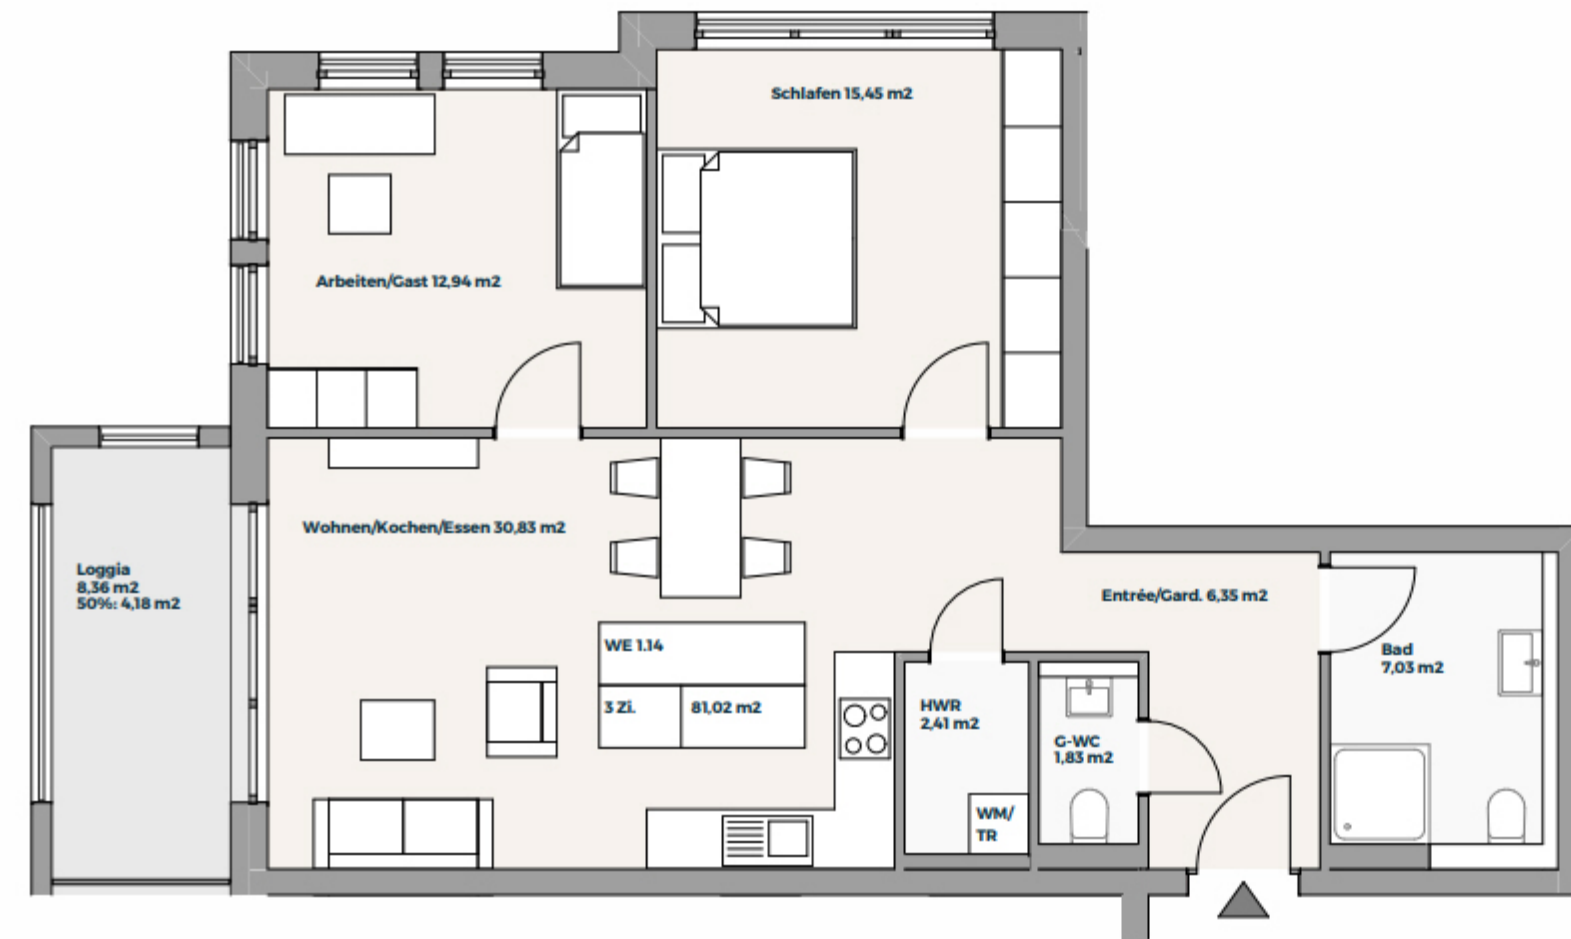 Schlafen 15,45 m2
Arbeiten/Gast 12,94 m2
Wohnen/Kochen/Essen 30,83 m2
Loggia
8,36 m2
50%: 4,18 m2
Entrée/Gard. 6,35 m2
WE 1.14
3 Zi.
81,02 m2
Bad
7,03 m2
HWR
2,41 m2
G-WC
1,83 m2
WM/
TR